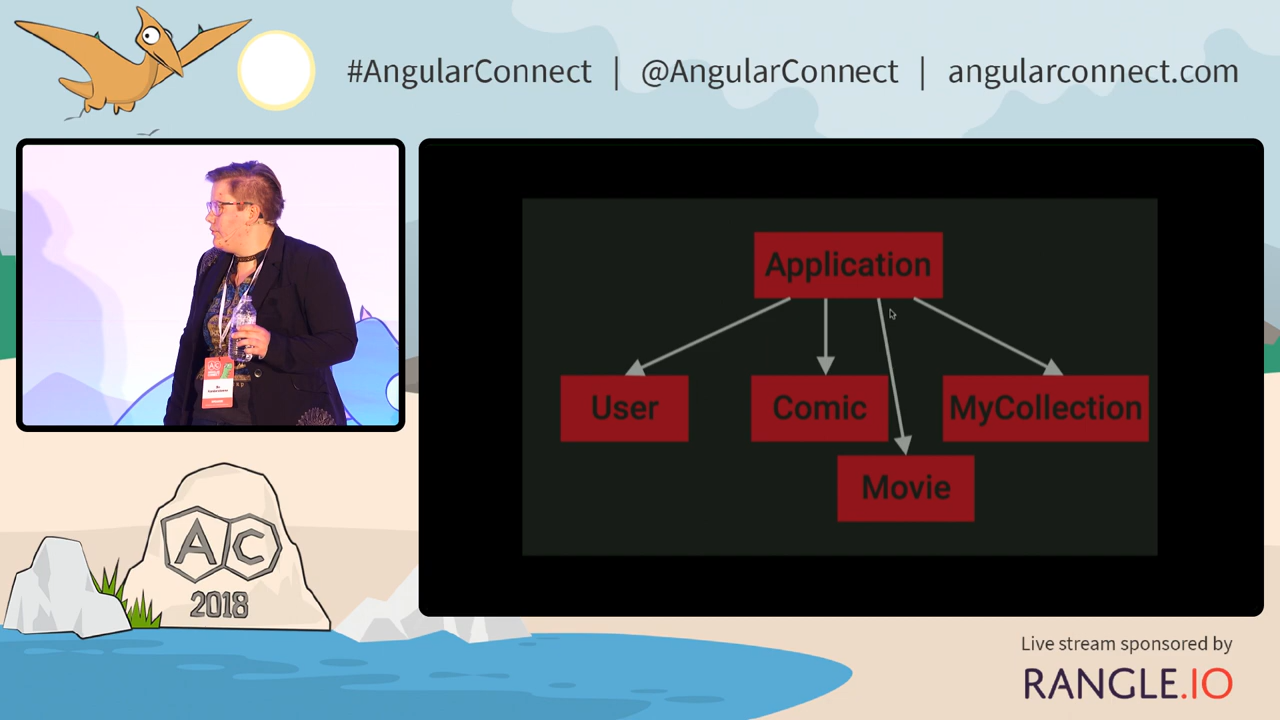 #AngularConnect | @AngularConnect | angularconnect.com
Application
User
Comic
MyCollection
Movie
AC
2018
Live stream sponsored by
RANGLE.IO